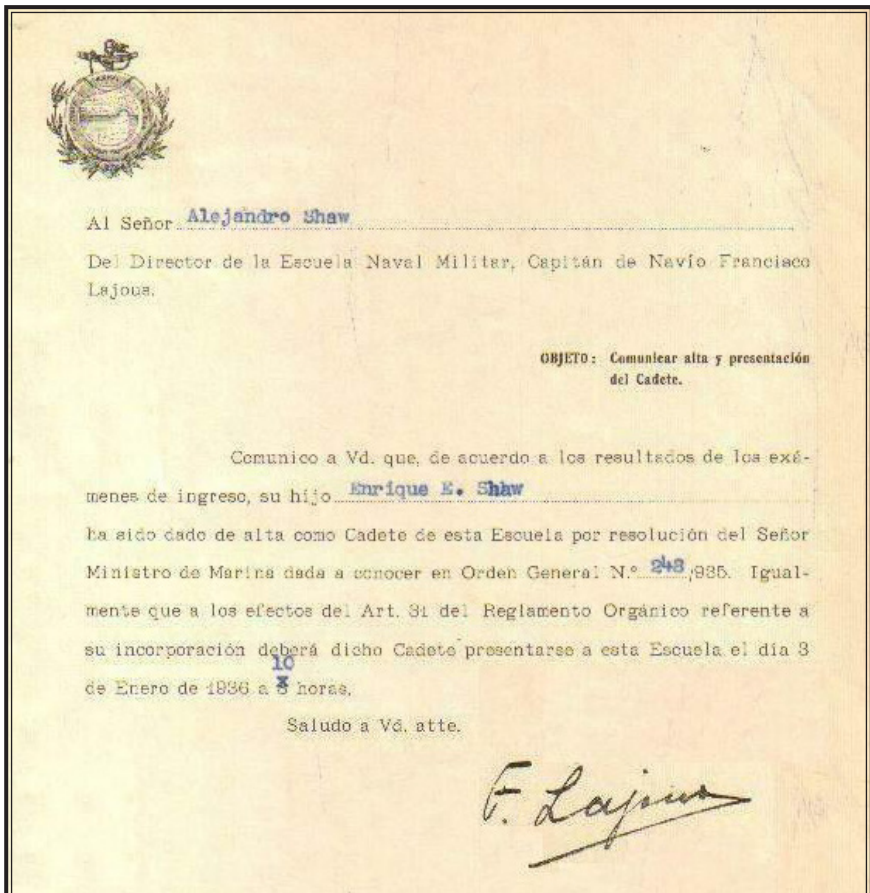 Al Señor Alejandro Shaw
Del Director de la Escuela Naval Militar, Capitán de Navío Francisco
Lajous.
OBJETO: Comunicar alta y presentación
del Cadete.
Comunico a Vd. que, de acuerdo a los resultados de los exá-
menes de ingreso, su hijo Enrique E. Shaw
ha sido dado de alta como Cadete de esta Escuela por resolución del Señor
Ministro de Marina dada a conocer en Orden General N.º 248/935. Igual-
mente que a los efectos del Art. 31 del Reglamento Orgánico referente a
su incorporación deberá dicho Cadete presentarse a esta Escuela el día 3
10
de Enero de 1936 a horas.
Saludo a Vd. atte.
F. Lajous